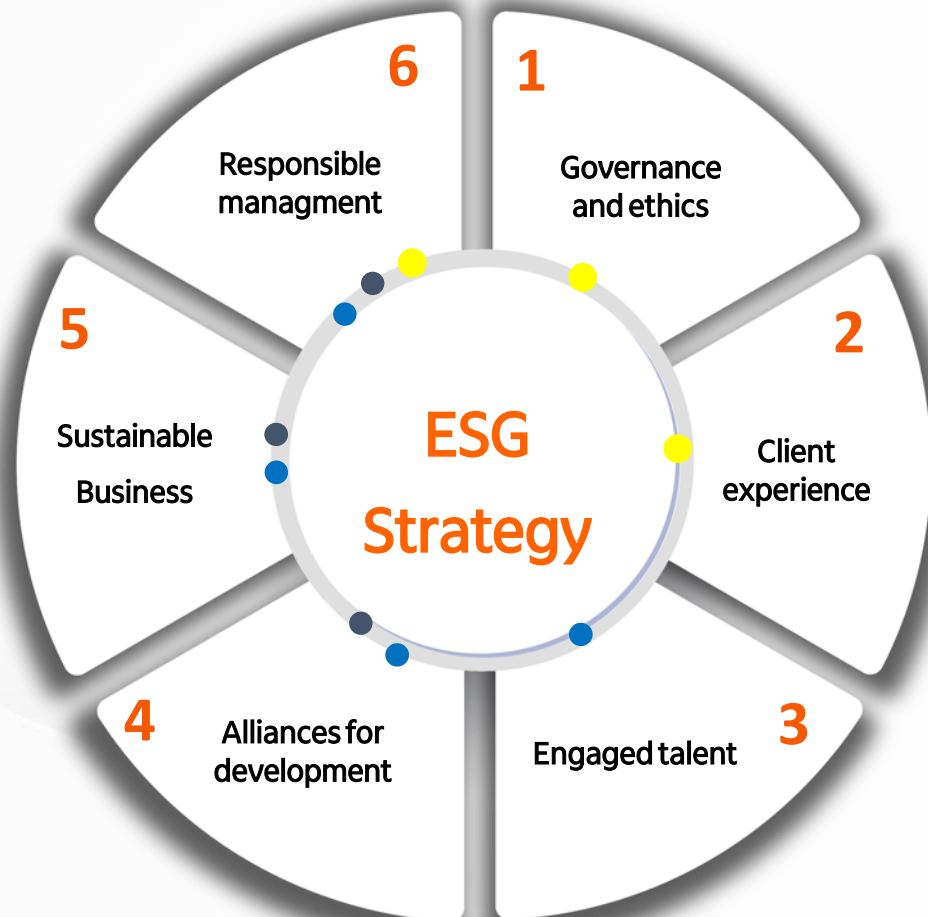 ESG
Strategy
1
Governance
and ethics
2
Client
experience
3
Engaged talent
4
Alliances for
development
5
Sustainable
Business
6
Responsible
managment